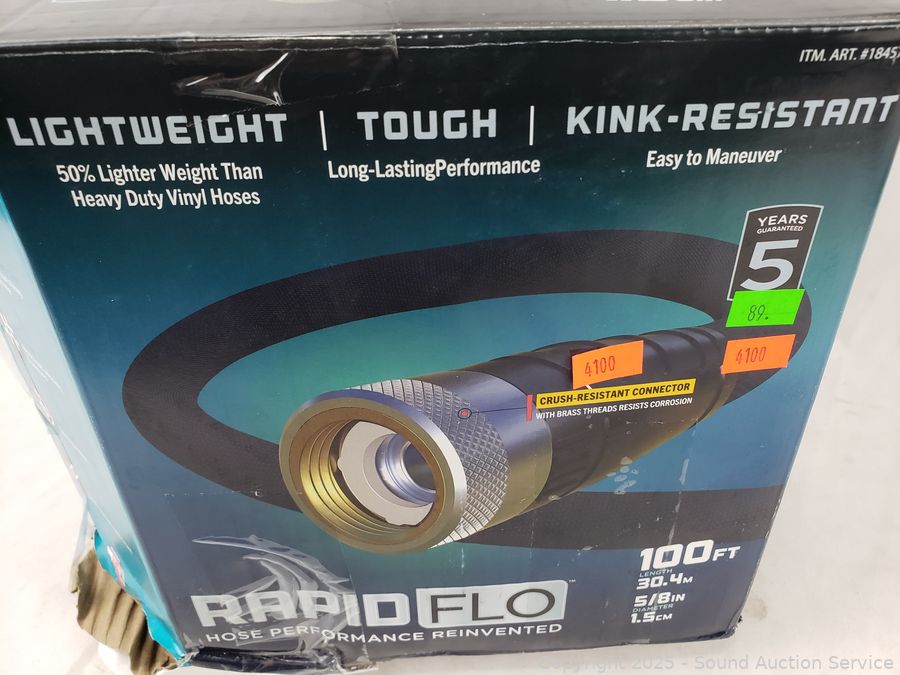 ITM. ART. #1845
LIGHTWEIGHT | TOUGH | KINK-RESISTANT
50% Lighter Weight Than
Heavy Duty Vinyl Hoses
Long-LastingPerformance
Easy to Maneuver
YEARS
GUARANTEED
5
89.
4100
4100
CRUSH-RESISTANT CONNECTOR
WITH BRASS THREADS RESISTS CORROSION
100FT
LENGTH
30.4M
5/8IN
DIAMETER
1.5CM
RAPID FLO™
HOSE PERFORMANCE REINVENTED
Copyright 2025 - Sound Auction Service